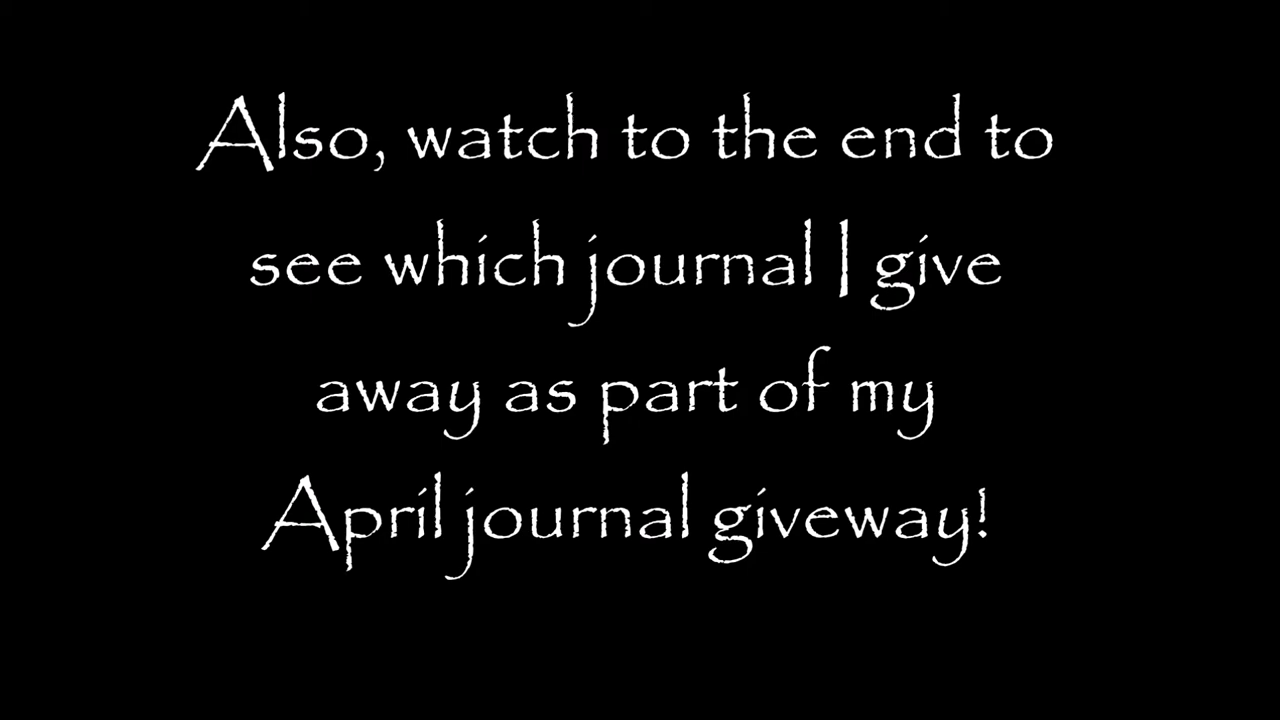 Also, watch to the end to
see which journal I give
away as part of my
April journal giveway!